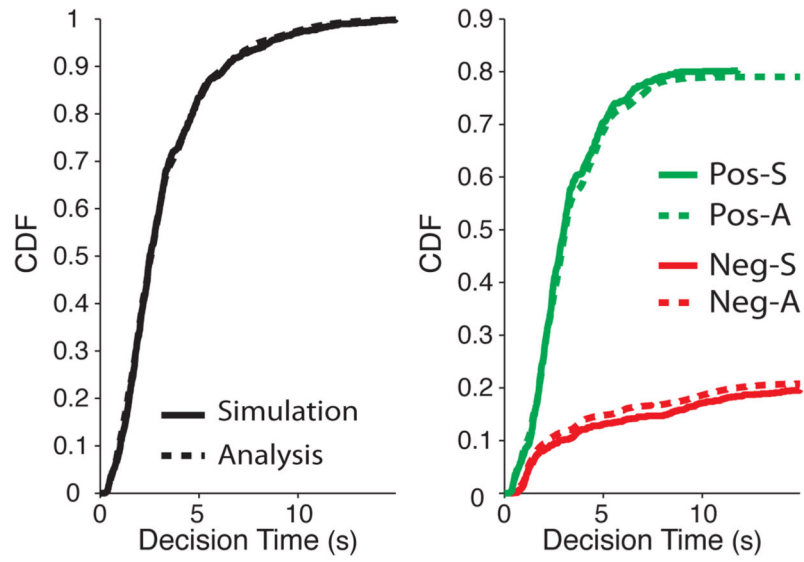 1
0.9
0.8
0.7
0.6
0.5
0.4
0.3
0.2
0.1
0
CDF
Simulation
Analysis
0 5 10
Decision Time (s)
0.9
0.8
0.7
0.6
0.5
0.4
0.3
0.2
0.1
0
CDF
Pos-S
Pos-A
Neg-S
Neg-A
0 5 10
Decision Time (s)